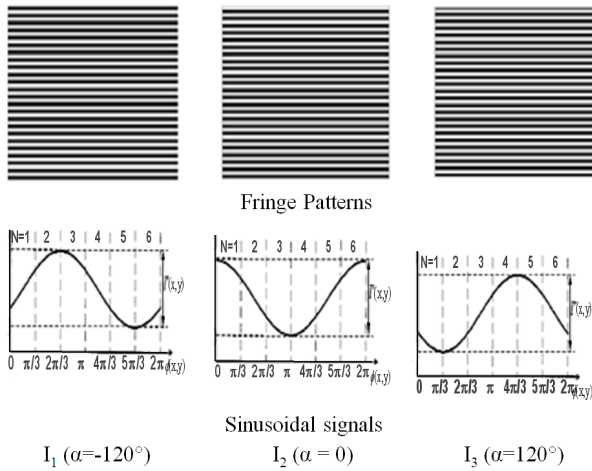 Fringe Patterns
N=1 2 3 4 5 6
I''(x,y)
0 π/3 2π/3 π 4π/3 5π/3 2π ϕ(x,y)
N=1 2 3 4 5 6
I''(x,y)
0 π/3 2π/3 π 4π/3 5π/3 2π ϕ(x,y)
N=1 2 3 4 5 6
I''(x,y)
0 π/3 2π/3 π 4π/3 5π/3 2π ϕ(x,y)
Sinusoidal signals
I₁ (α=-120°) I₂ (α = 0) I₃ (α=120°)